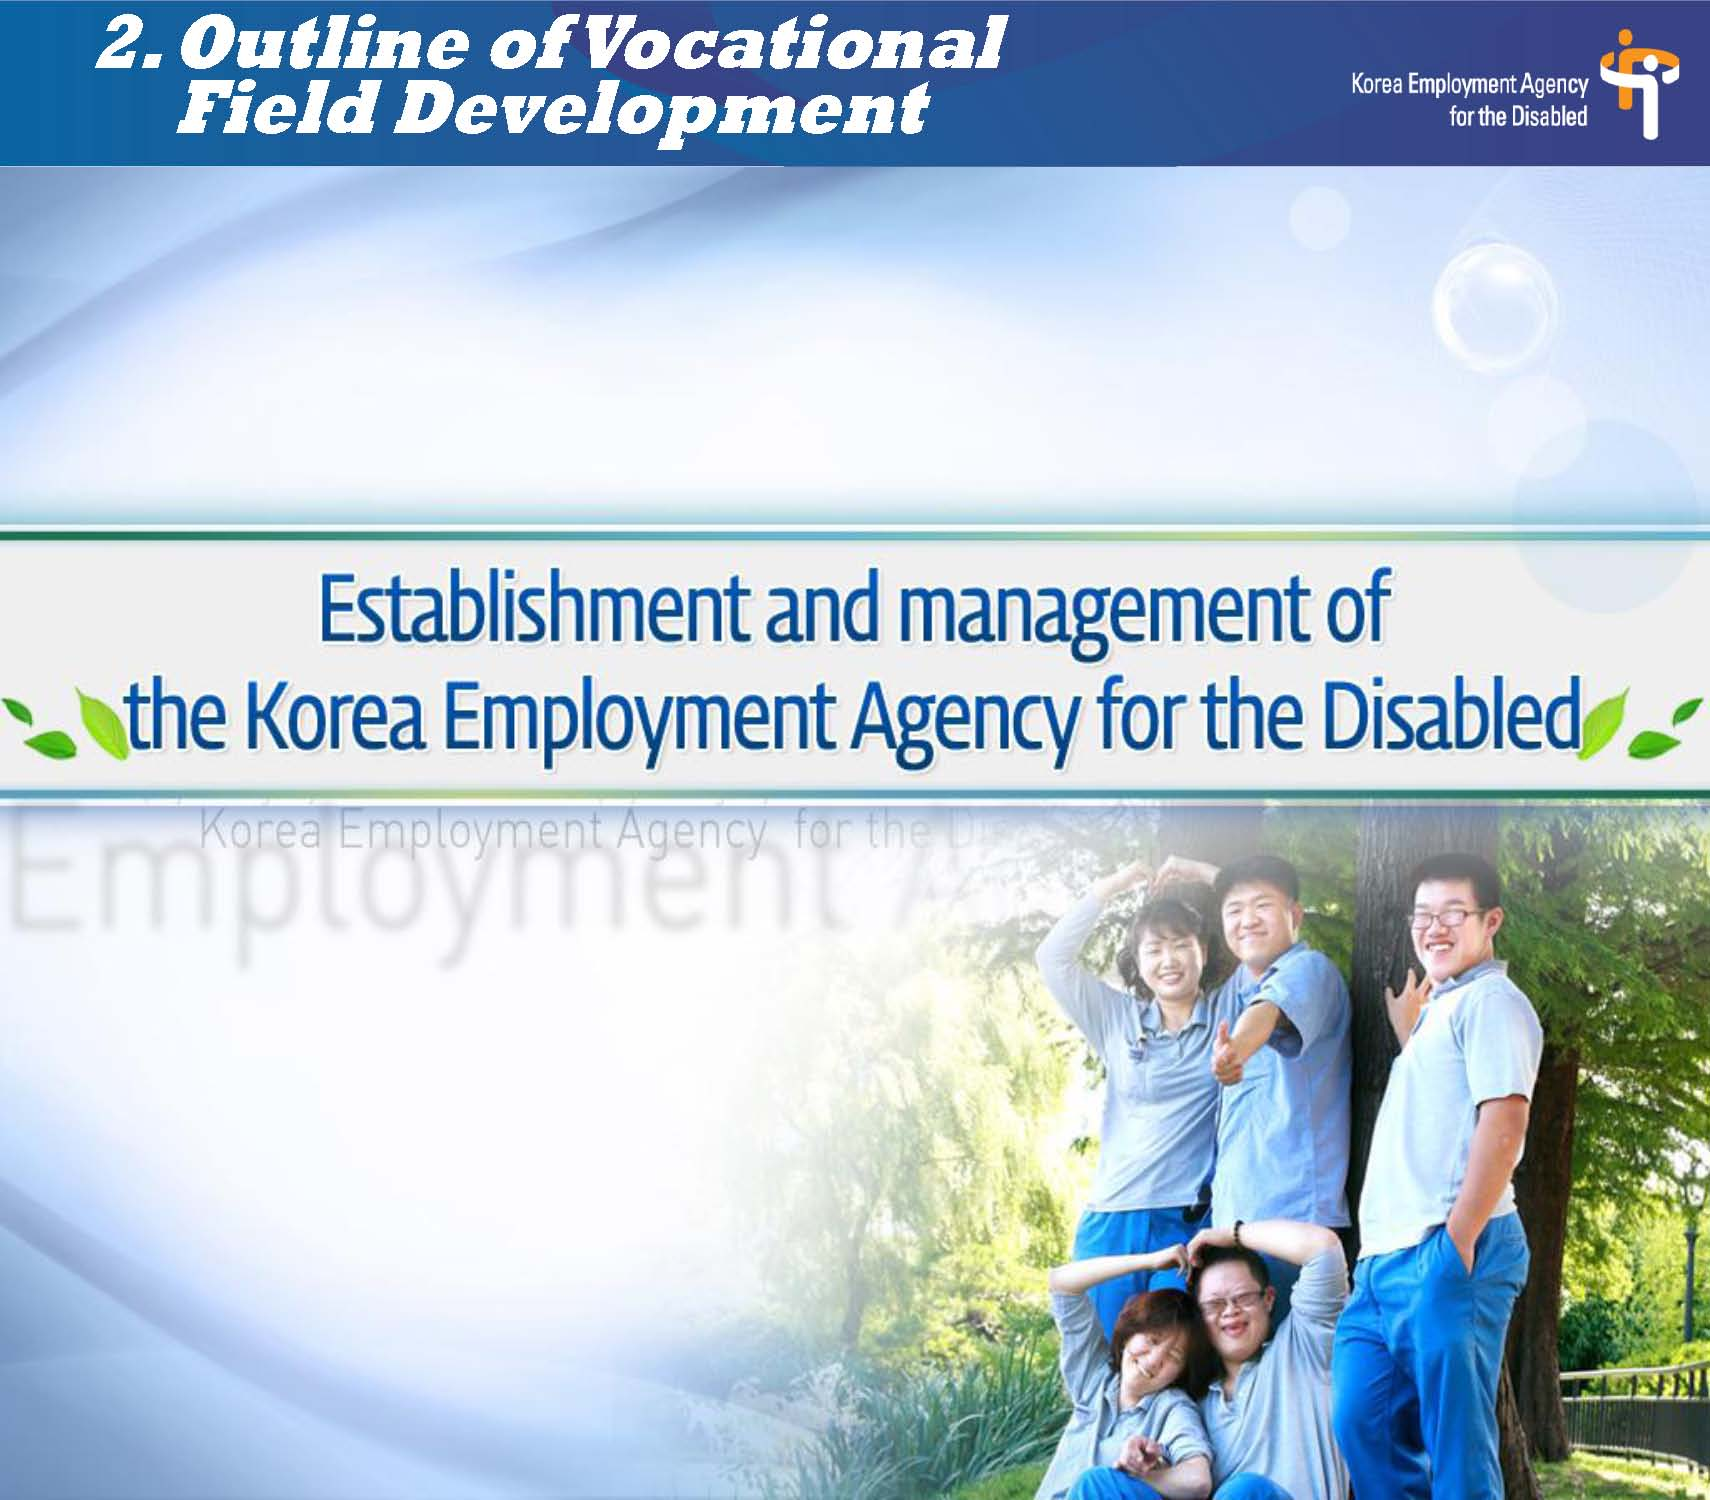 2. Outline of Vocational
Field Development
Korea Employment Agency
for the Disabled
Establishment and management of
the Korea Employment Agency for the Disabled
Korea Employment Agency for the
Employment